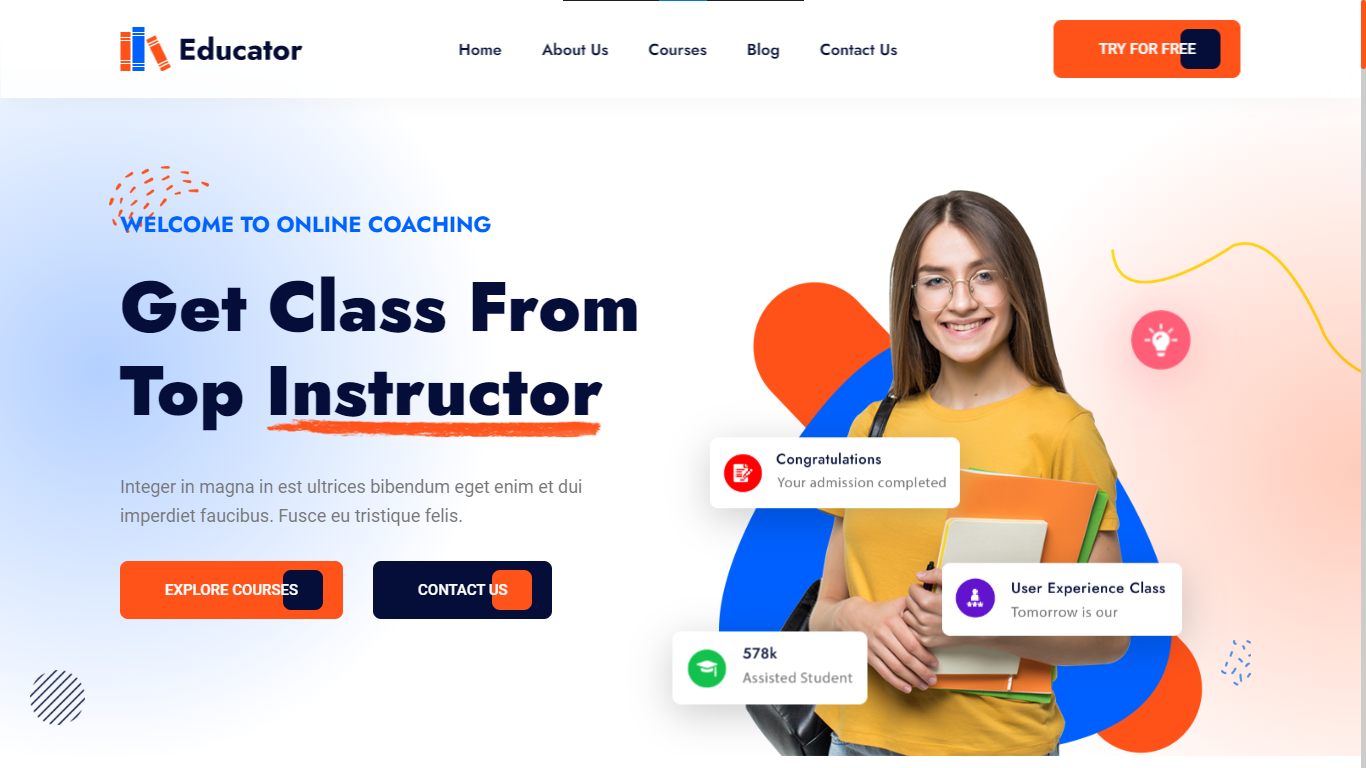 Educator
Home
About Us
Courses
Blog
Contact Us
TRY FOR FREE
WELCOME TO ONLINE COACHING
Get Class From
Top Instructor
Integer in magna in est ultrices bibendum eget enim et dui
imperdiet faucibus. Fusce eu tristique felis.
EXPLORE COURSES
CONTACT US
Congratulations
Your admission completed
User Experience Class
Tomorrow is our
578k
Assisted Student